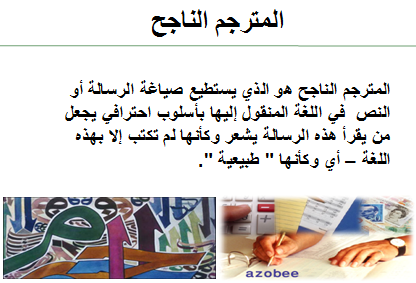 المترجم الناجح
المترجم الناجح هو الذي يستطيع صياغة الرسالة أو
النص في اللغة المنقول إليها بأسلوب احترافي يجعل
من يقرأ هذه الرسالة يشعر وكأنها لم تكتب إلا بهذه
اللغة – أي وكأنها " طبيعية ".
azobee